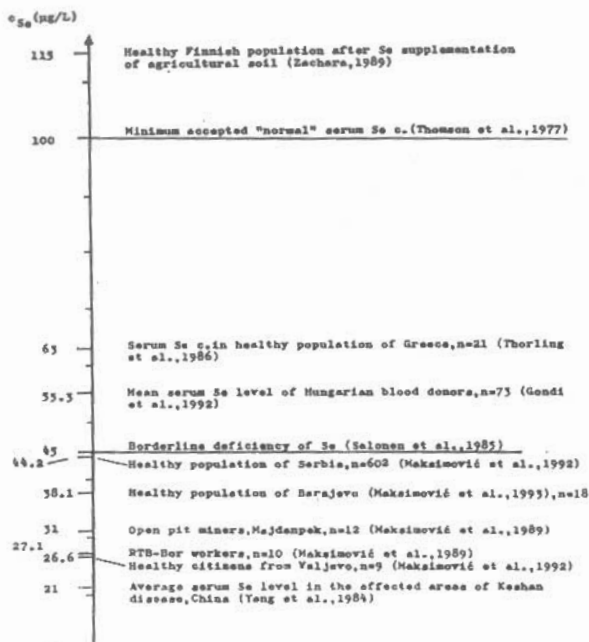 cSe(µg/L)
115 Healthy Finnish population after Se supplementation
of agricultural soil (Zachara,1989)
100 Minimum accepted "normal" serum Se c.(Thomson et al.,1977)
63 Serum Se c.in healthy population of Greece,n=21 (Thorling
et al.,1986)
55.3 Mean serum Se level of Hungarian blood donors,n=73 (Gondi
et al.,1992)
45 Borderline deficiency of Se (Salonen et al.,1985)
44.2 Healthy population of Serbia,n=602 (Maksimović et al.,1992)
38.1 Healthy population of Barajevo (Maksimović et al.,1993),n=18
31 Open pit miners,Majdanpek,n=12 (Maksimović et al.,1989)
27.1 RTB-Bor workers,n=10 (Maksimović et al.,1989)
26.6 Healthy citizens from Valjevo,n=9 (Maksimović et al.,1992)
21 Average serum Se level in the affected areas of Keshan
disease,China (Yang et al.,1984)